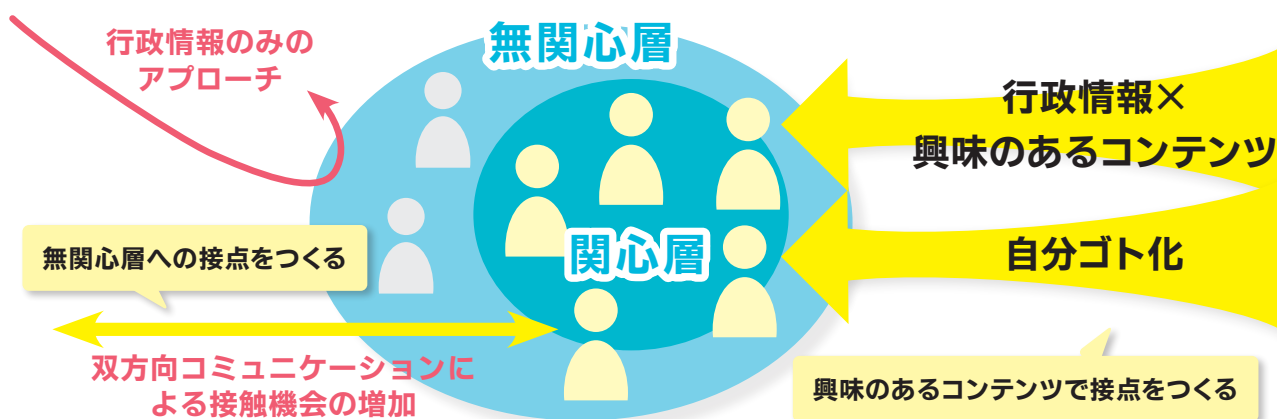 行政情報のみの
アプローチ
無関心層
行政情報×
興味のあるコンテンツ
無関心層への接点をつくる
関心層
自分ゴト化
双方向コミュニケーションに
よる接触機会の増加
興味のあるコンテンツで接点をつくる